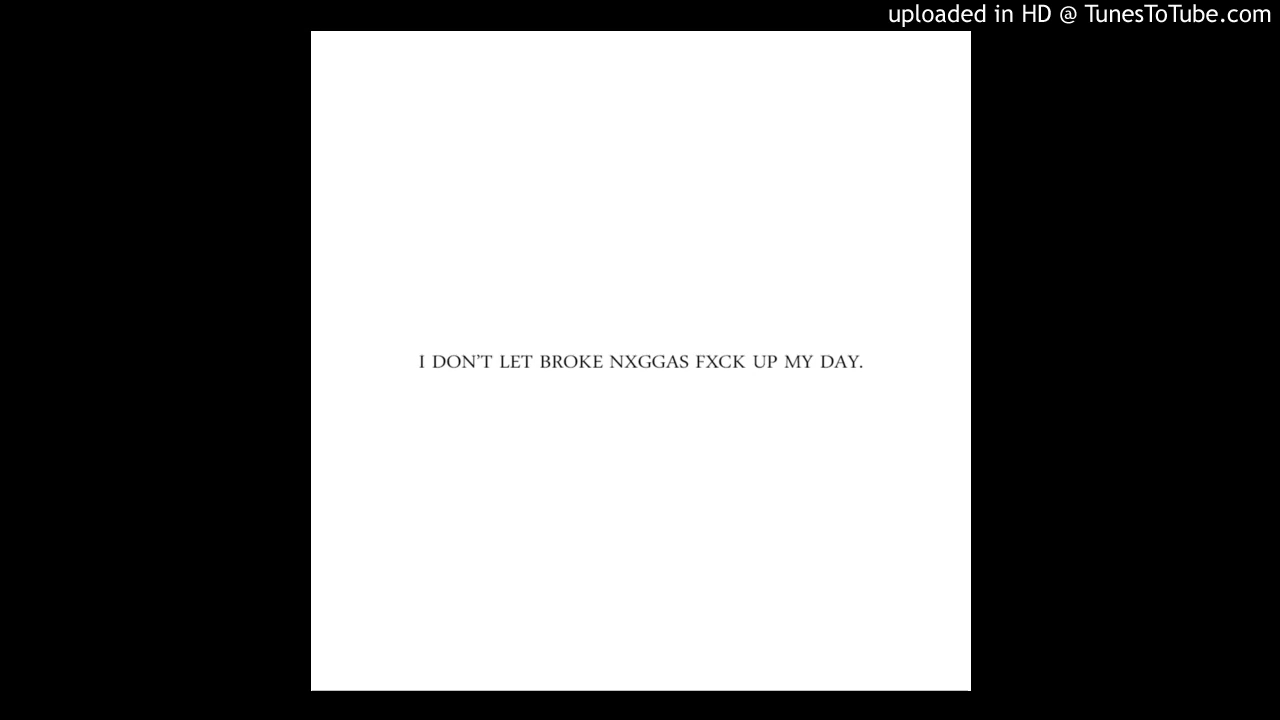 uploaded in HD @ TunesToTube.com
I DON'T LET BROKE NXGGAS FXCK UP MY DAY.